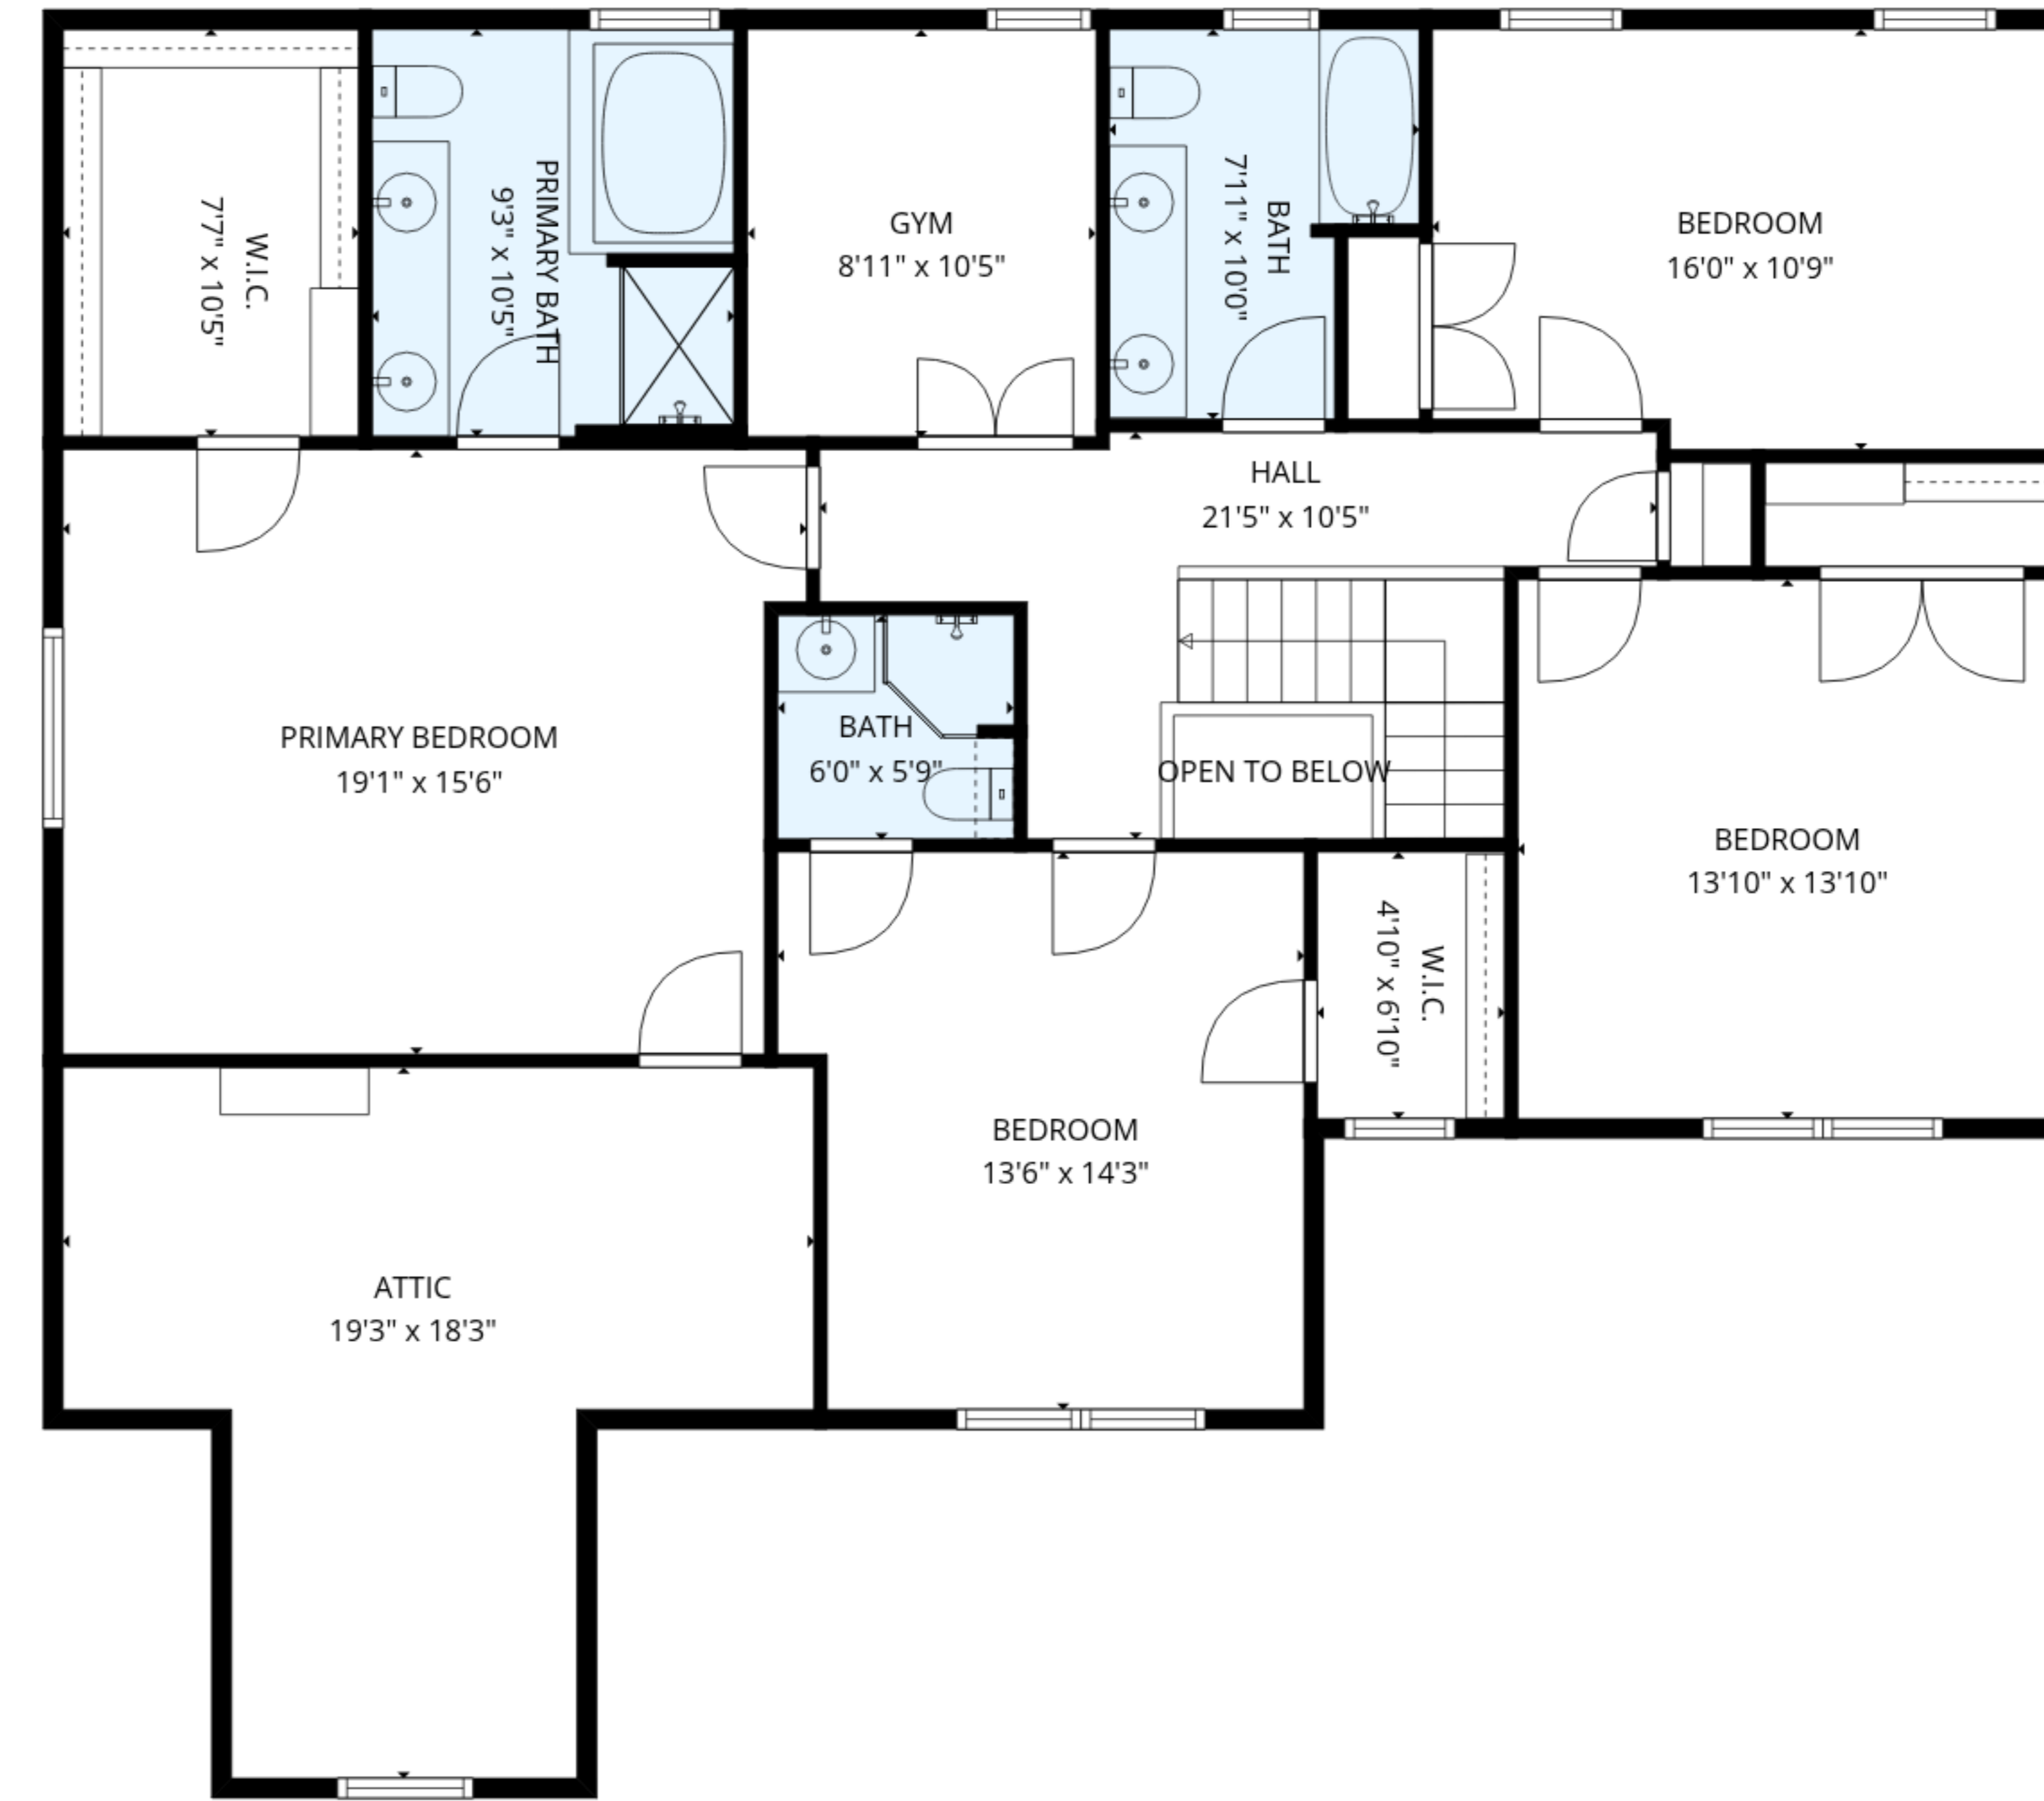 W.I.C.
7'7" x 10'5"
PRIMARY BATH
9'3" x 10'5"
GYM
8'11" x 10'5"
BATH
7'11" x 10'0"
BEDROOM
16'0" x 10'9"
HALL
21'5" x 10'5"
PRIMARY BEDROOM
19'1" x 15'6"
BATH
6'0" x 5'9"
OPEN TO BELOW
BEDROOM
13'10" x 13'10"
W.I.C.
4'10" x 6'10"
BEDROOM
13'6" x 14'3"
ATTIC
19'3" x 18'3"